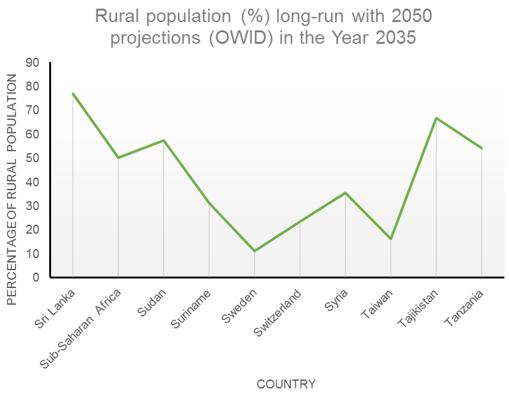 Rural population (%) long-run with 2050
projections (OWID) in the Year 2035
PERCENTAGE OF RURAL POPULATION
90
80
70
60
50
40
30
20
10
0
Sri Lanka
Sub-Saharan Africa
Sudan
Suriname
Sweden
Switzerland
Syria
Taiwan
Tajikistan
Tanzania
COUNTRY